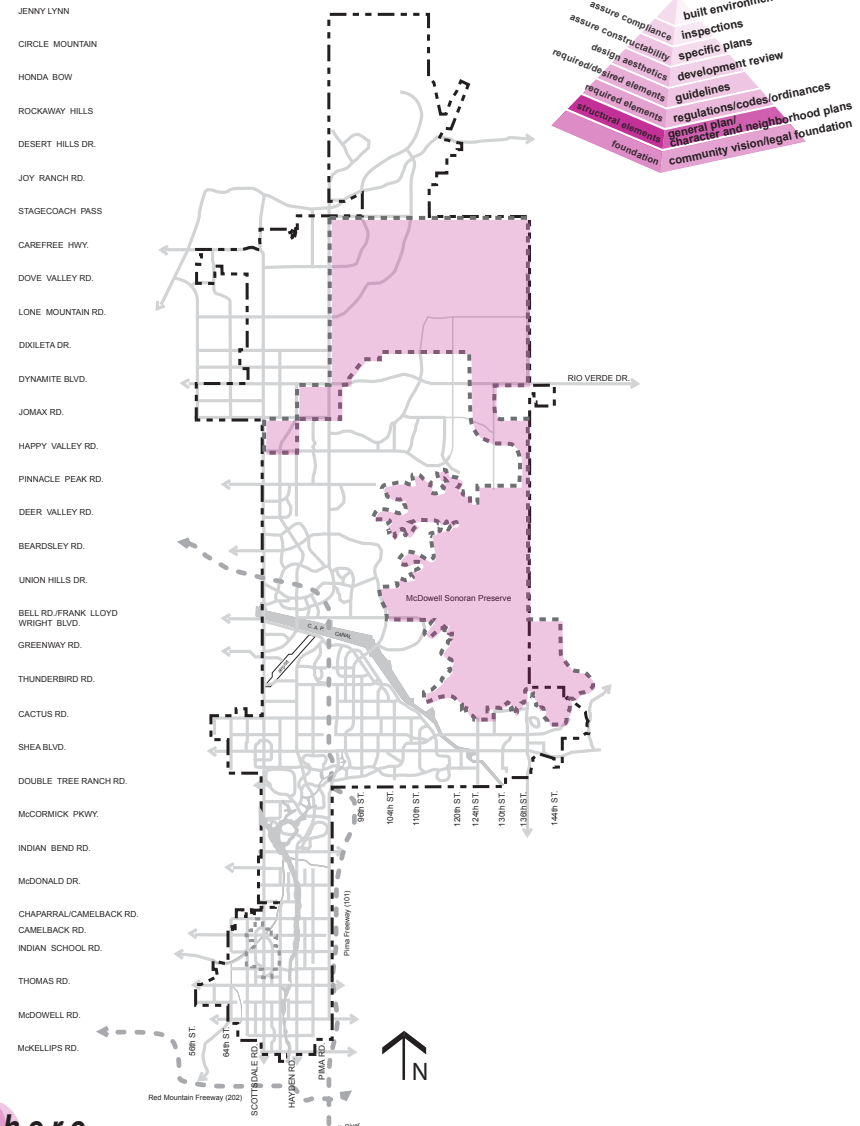 JENNY LYNN
CIRCLE MOUNTAIN
HONDA BOW
ROCKAWAY HILLS
DESERT HILLS DR.
JOY RANCH RD.
STAGECOACH PASS
CAREFREE HWY.
DOVE VALLEY RD.
LONE MOUNTAIN RD.
DIXILETA DR.
DYNAMITE BLVD.
JOMAX RD.
HAPPY VALLEY RD.
PINNACLE PEAK RD.
DEER VALLEY RD.
BEARDSLEY RD.
UNION HILLS DR.
BELL RD./FRANK LLOYD
WRIGHT BLVD.
GREENWAY RD.
THUNDERBIRD RD.
CACTUS RD.
SHEA BLVD.
DOUBLE TREE RANCH RD.
McCORMICK PKWY.
INDIAN BEND RD.
McDONALD DR.
CHAPARRAL/CAMELBACK RD.
CAMELBACK RD.
INDIAN SCHOOL RD.
THOMAS RD.
McDOWELL RD.
McKELLIPS RD.
assure compliance
assure constructability
design aesthetics
required/desired elements
required elements
structural elements
foundation
built
inspections
specific plans
development review
guidelines
regulations/codes/ordinances
general plan/
character and neighborhood plans
community vision/legal foundation
RIO VERDE DR.
McDowell Sonoran Preserve
C. A. P. CANAL
96th ST.
104th ST.
110th ST.
120th ST.
124th ST.
130th ST.
136th ST.
144th ST.
Pima Freeway (101)
56th ST.
64th ST.
SCOTTSDALE RD.
HAYDEN RD.
PIMA RD.
Red Mountain Freeway (202)
N
here